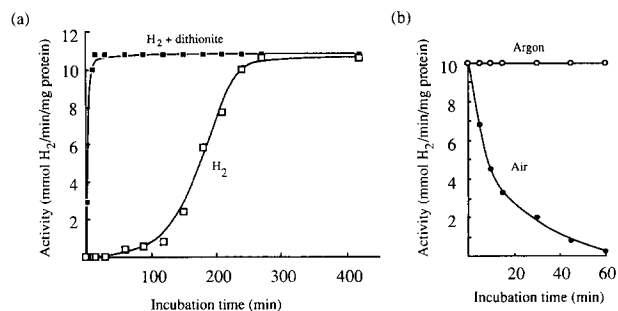 (a)
H2 + dithionite
12
10
8
6
4
2
H2
100
200
300
400
Activity (mmol H2/min/mg protein)
Incubation time (min)
(b)
Argon
10
8
6
4
2
Air
20
40
60
Activity (mmol H2/min/mg protein)
Incubation time (min)